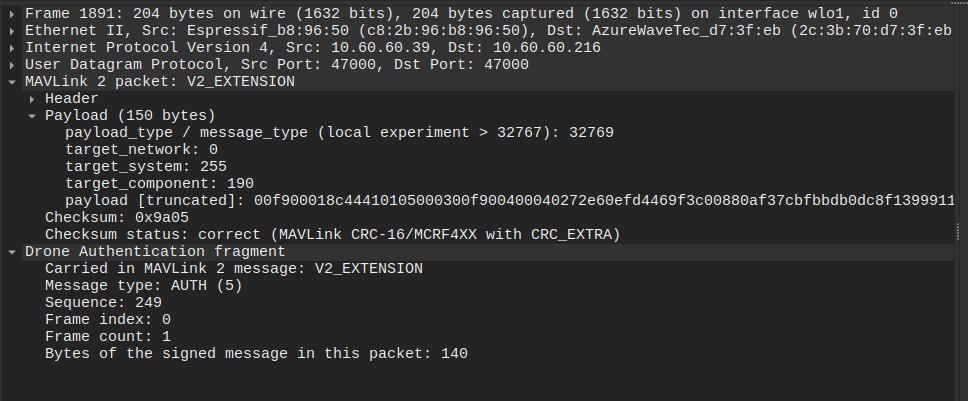 Frame 1891: 204 bytes on wire (1632 bits), 204 bytes captured (1632 bits) on interface wlo1, id 0
Ethernet II, Src: Espressif_b8:96:50 (c8:2b:96:b8:96:50), Dst: AzureWaveTec_d7:3f:eb (2c:3b:70:d7:3f:eb
Internet Protocol Version 4, Src: 10.60.60.39, Dst: 10.60.60.216
User Datagram Protocol, Src Port: 47000, Dst Port: 47000
MAVLink 2 packet: V2_EXTENSION
Header
Payload (150 bytes)
payload_type / message_type (local experiment > 32767): 32769
target_network: 0
target_system: 255
target_component: 190
payload [truncated]: 00f900018c44410105000300f900400040272e60efd4469f3c00880af37cbfbbdb0dc8f1399911
Checksum: 0x9a05
Checksum status: correct (MAVLink CRC-16/MCRF4XX with CRC_EXTRA)
Drone Authentication fragment
Carried in MAVLink 2 message: V2_EXTENSION
Message type: AUTH (5)
Sequence: 249
Frame index: 0
Frame count: 1
Bytes of the signed message in this packet: 140